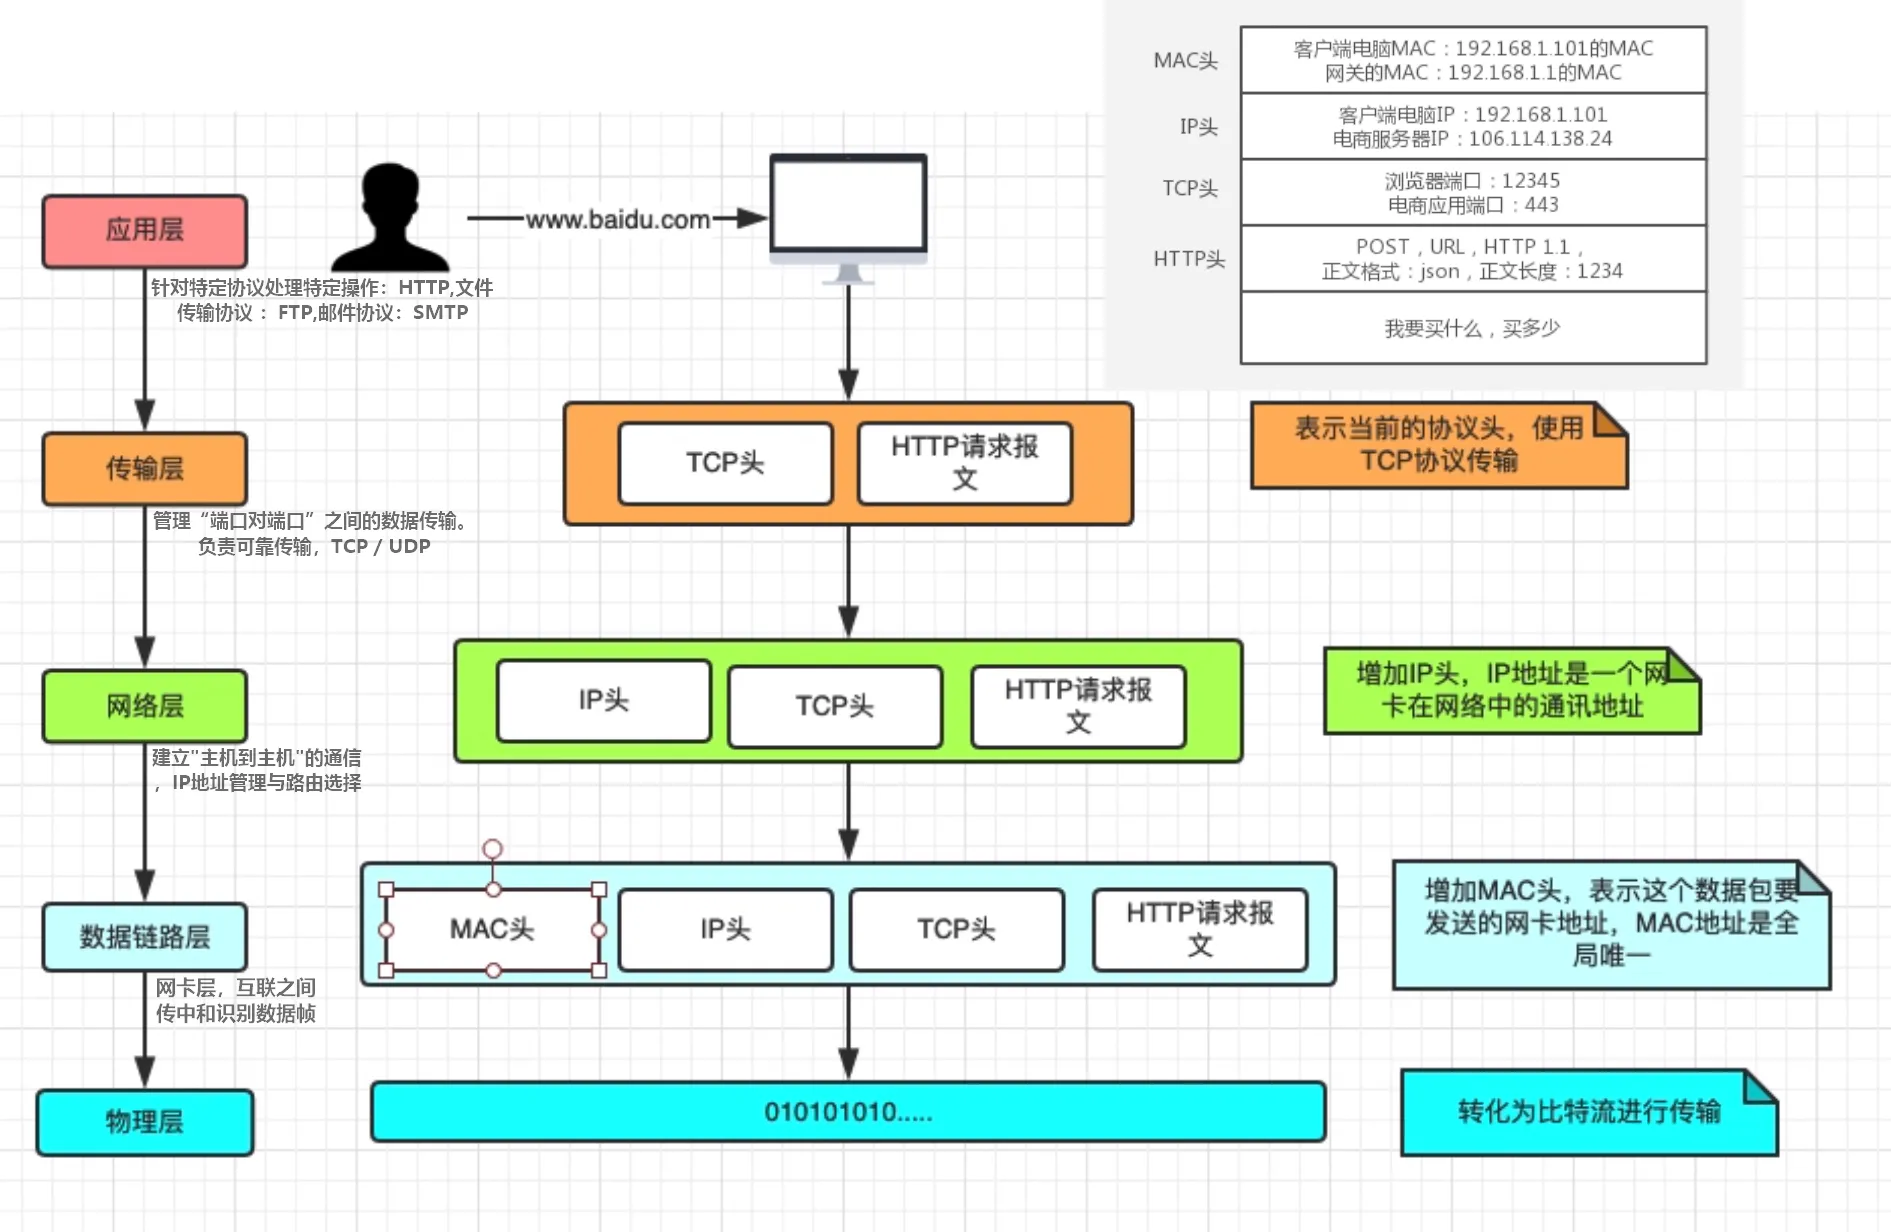 MAC头
客户端电脑MAC：192.168.1.101的MAC
网关的MAC：192.168.1.1的MAC
IP头
客户端电脑IP：192.168.1.101
电商服务器IP：106.114.138.24
TCP头
浏览器端口：12345
电商应用端口：443
HTTP头
POST，URL，HTTP 1.1，
正文格式：json，正文长度：1234
我要买什么，买多少
应用层
www.baidu.com
针对特定协议处理特定操作：HTTP,文件
传输协议：FTP,邮件协议：SMTP
传输层
TCP头
HTTP请求报
文
表示当前的协议头，使用
TCP协议传输
管理“端口对端口”之间的数据传输。
负责可靠传输，TCP / UDP
网络层
IP头
TCP头
HTTP请求报
文
增加IP头，IP地址是一个网
卡在网络中的通讯地址
建立"主机到主机"的通信
，IP地址管理与路由选择
数据链路层
MAC头
IP头
TCP头
HTTP请求报
文
增加MAC头，表示这个数据包要
发送的网卡地址，MAC地址是全
局唯一
网卡层，互联之间
传中和识别数据帧
物理层
010101010.....
转化为比特流进行传输